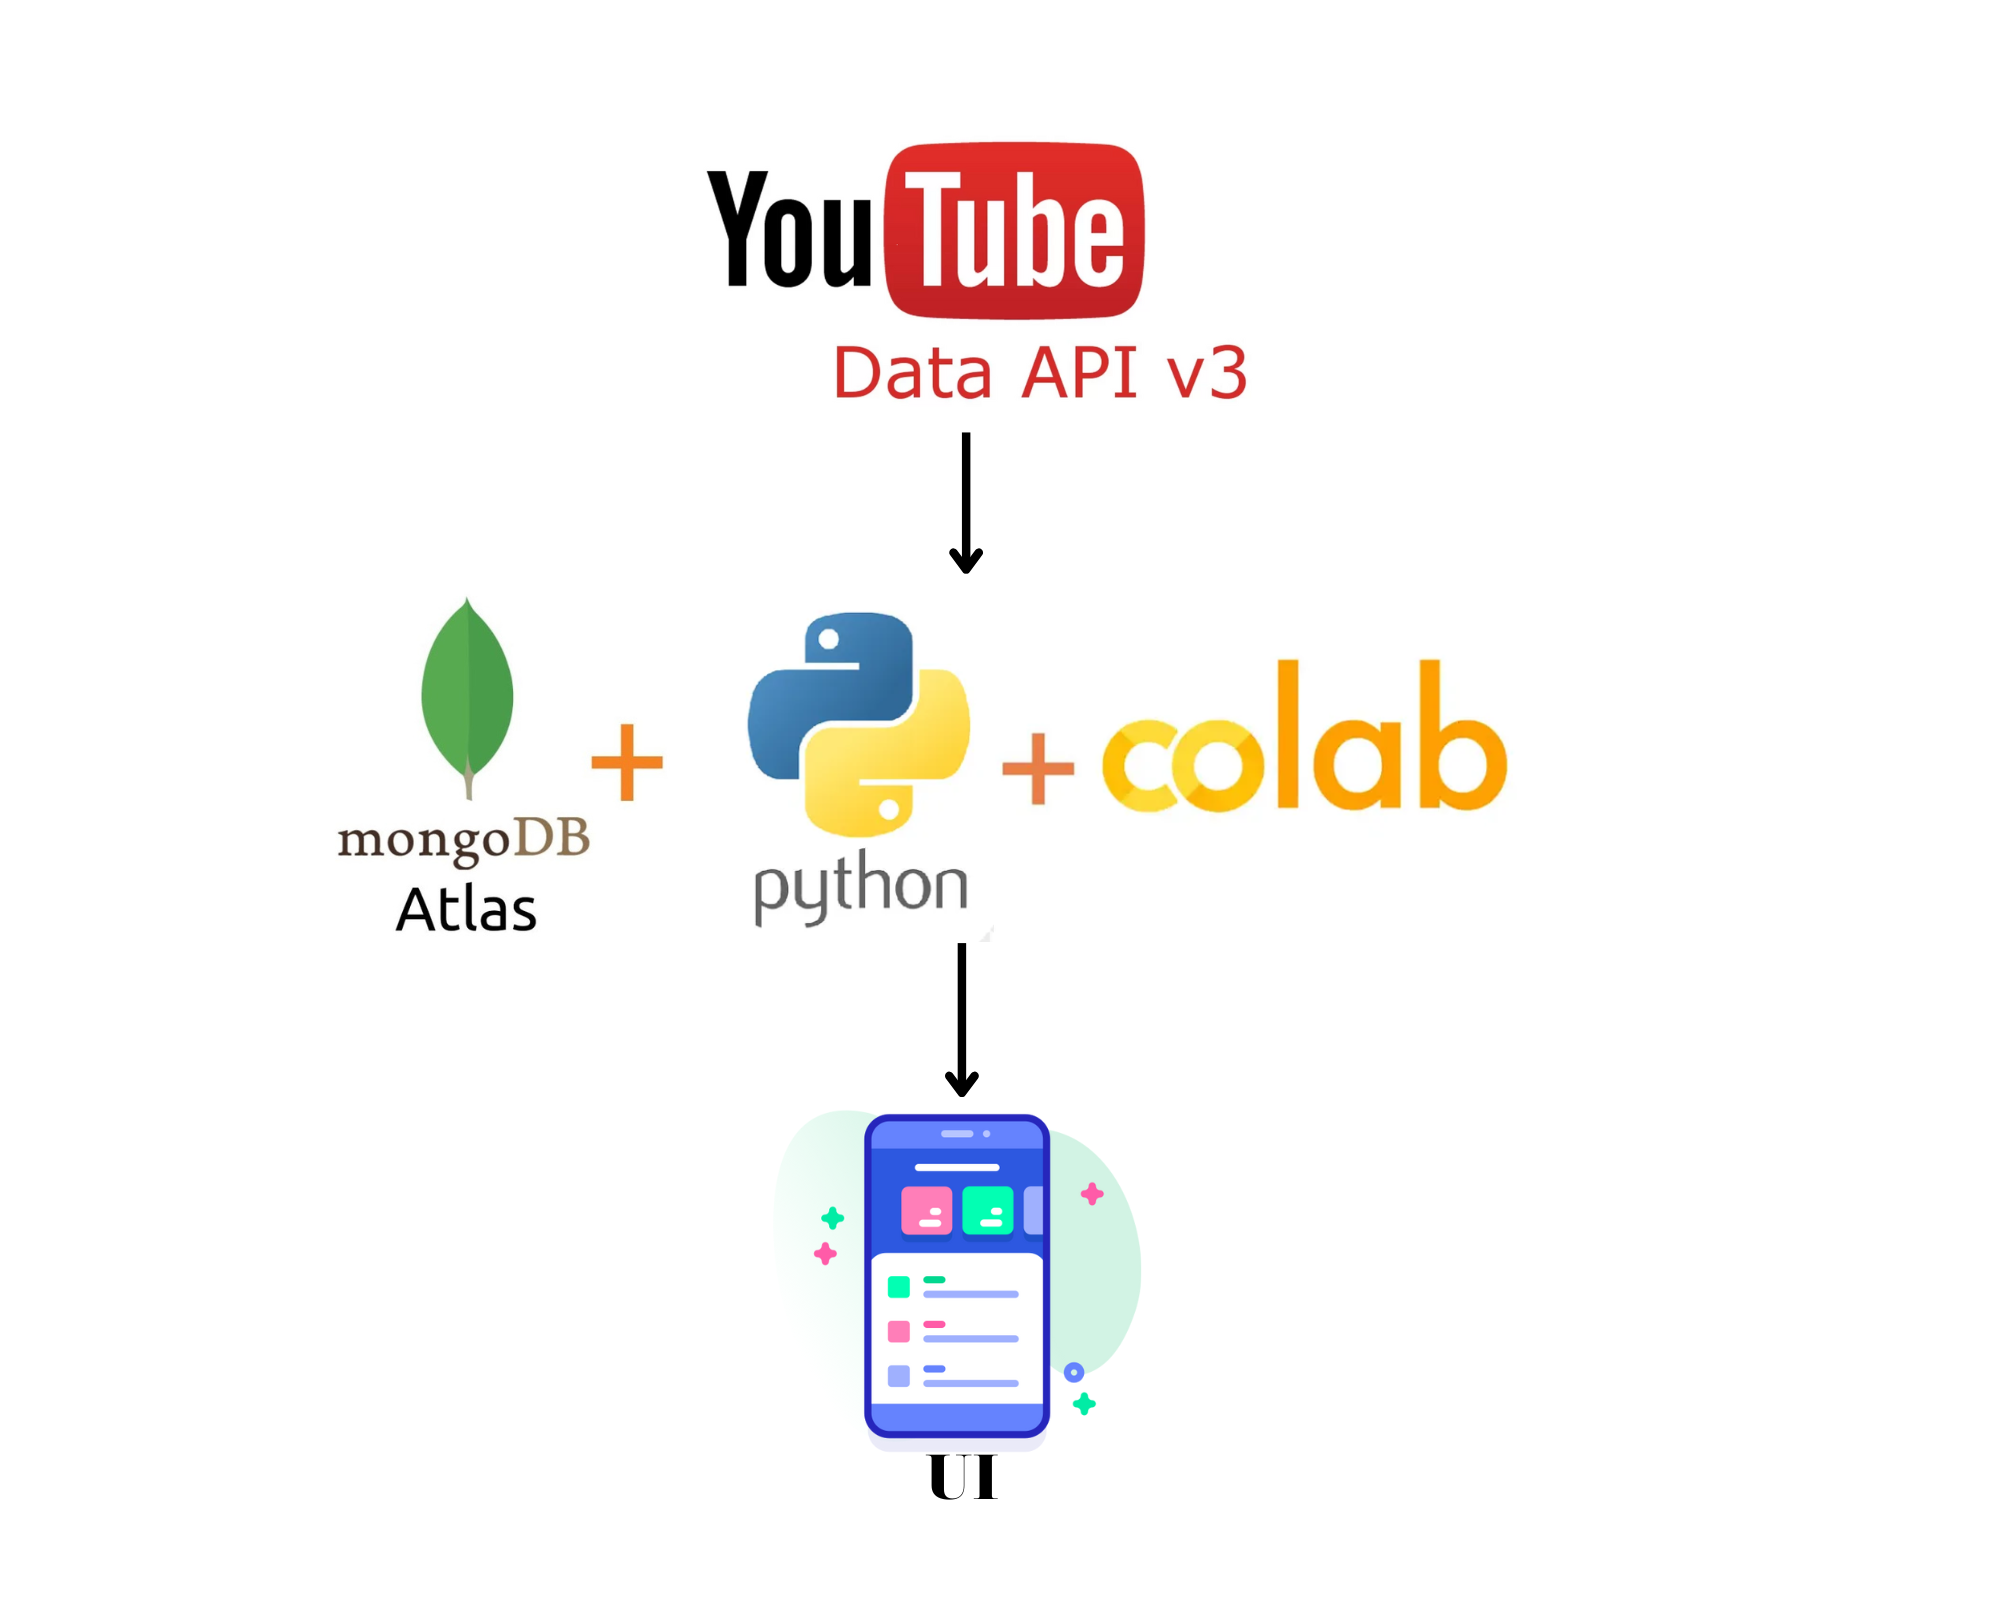 YouTube
Data API v3
mongoDB
Atlas
python
colab
UI